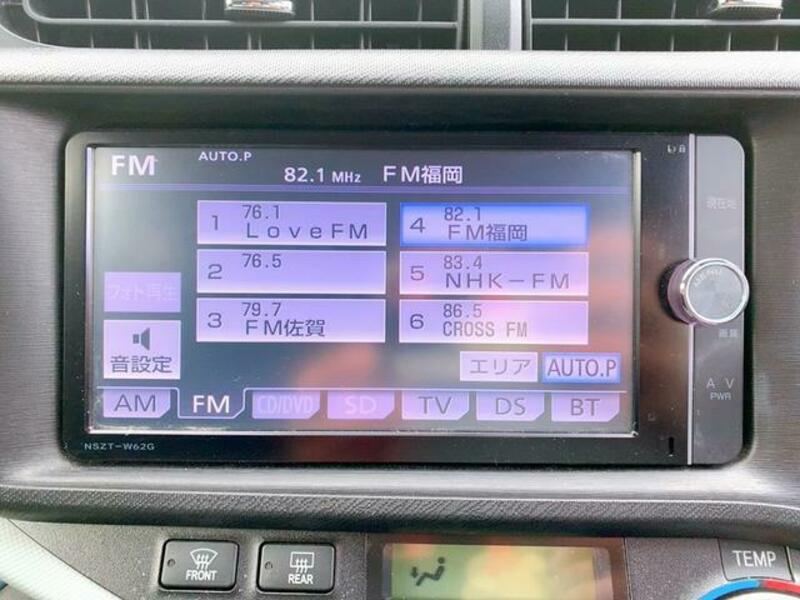 FM AUTO.P
82.1 MHz FM福岡
1 76.1 LoveFM
4 82.1 FM福岡
2 76.5
5 83.4 NHK-FM
3 79.7 FM佐賀
6 86.5 CROSS FM
フォト再生
音設定
エリア AUTO.P
AM FM CD/DVD SD TV DS BT
NSZT-W62G
現在地
MENU
画質
AV
PWR
FRONT
REAR
TEMP